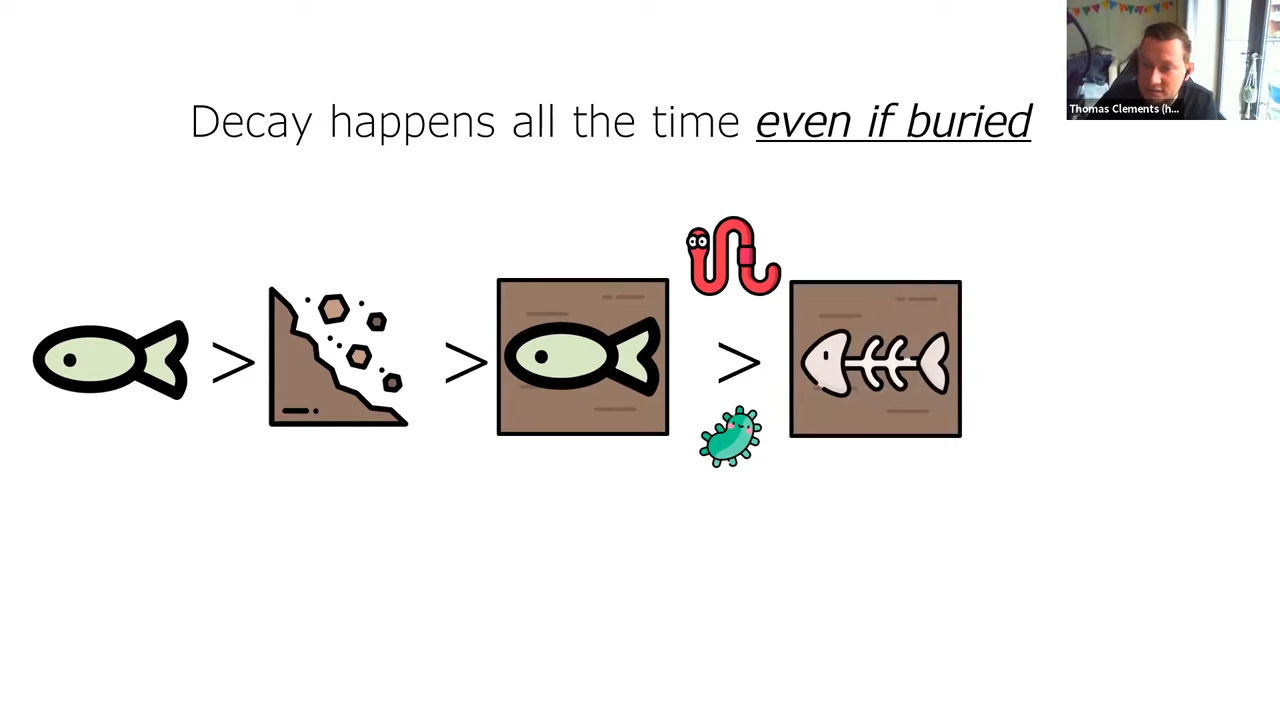 Decay happens all the time even if buried
Thomas Clements (h...
> > >